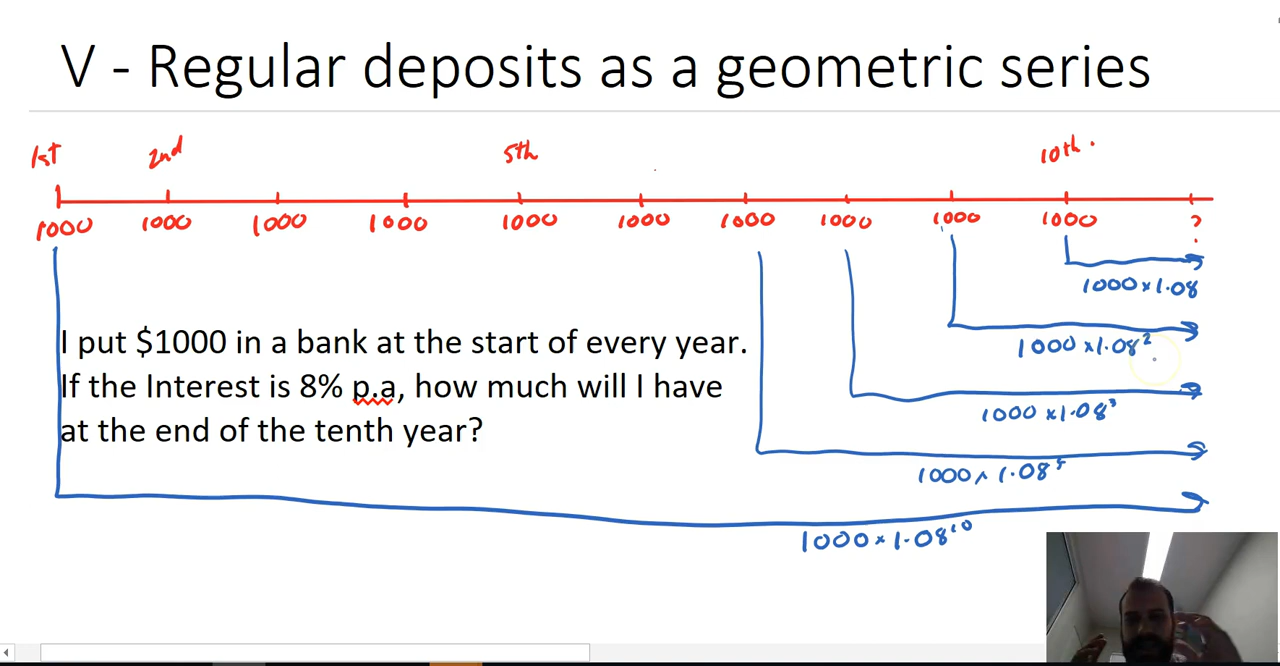 V - Regular deposits as a geometric series
1st 2nd 5th 10th.
1000 1000 1000 1000 1000 1000 1000 1000 1000 1000 ?
1000 × 1.08
I put $1000 in a bank at the start of every year.
1000 × 1.08²
If the Interest is 8% p.a, how much will I have
1000 × 1.08³
at the end of the tenth year?
1000 × 1.08
1000 × 1.08¹⁰